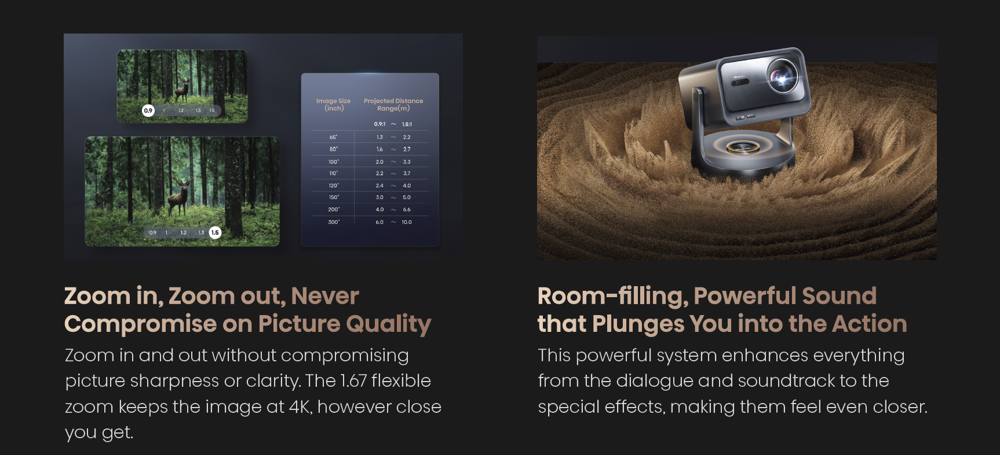 0.9 1 1.2 1.3 1.5
0.9 1 1.2 1.3 1.5
Image Size (inch) Projected Distance Range(m)
0.9:1 ~ 1.5:1
65" 1.3 ~ 2.2
80" 1.6 ~ 2.7
100" 2.0 ~ 3.3
110" 2.2 ~ 3.7
120" 2.4 ~ 4.0
150" 3.0 ~ 5.0
200" 4.0 ~ 6.6
300" 6.0 ~ 10.0
Zoom in, Zoom out, Never
Compromise on Picture Quality
Zoom in and out without compromising
picture sharpness or clarity. The 1.67 flexible
zoom keeps the image at 4K, however close
you get.
Hisense
Room-filling, Powerful Sound
that Plunges You into the Action
This powerful system enhances everything
from the dialogue and soundtrack to the
special effects, making them feel even closer.